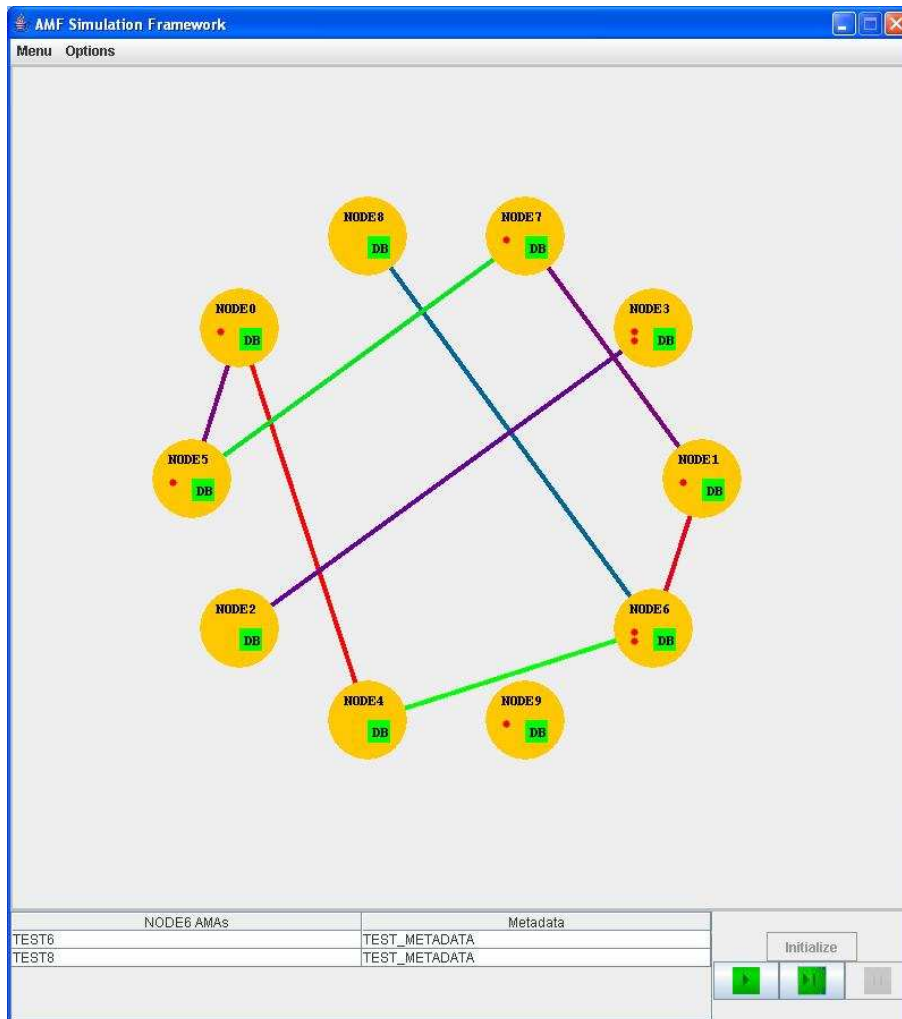 AMF Simulation Framework
Menu Options
NODE8
DB
NODE7
DB
NODE0
DB
NODE3
DB
NODE5
DB
NODE1
DB
NODE2
DB
NODE6
DB
NODE4
DB
NODE9
DB
NODE6 AMAs Metadata
TEST6 TEST_METADATA
TEST8 TEST_METADATA
Initialize